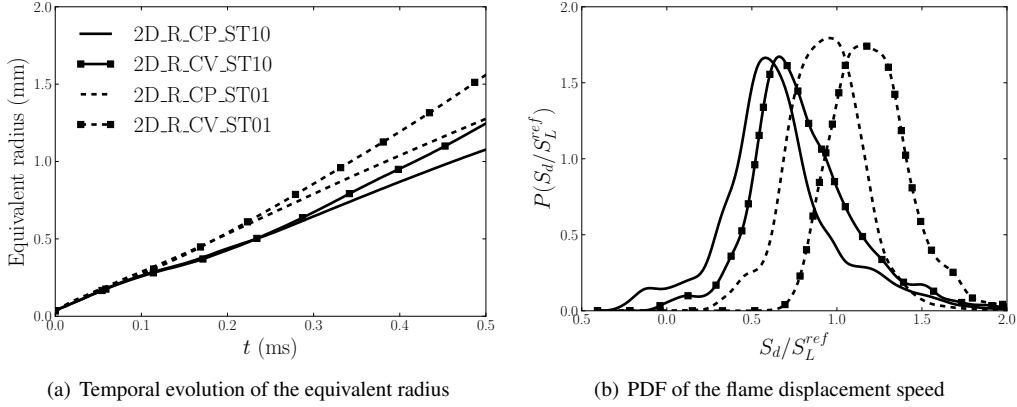 2.0
1.5
1.0
0.5
0.0
0.0 0.1 0.2 0.3 0.4 0.5
Equivalent radius (mm)
t (ms)
2D_R_CP_ST10
2D_R_CV_ST10
2D_R_CP_ST01
2D_R_CV_ST01
(a) Temporal evolution of the equivalent radius
2.0
1.5
1.0
0.5
0.0
0.5 0.0 0.5 1.0 1.5 2.0
P(S_d/S_L^{ref})
S_d/S_L^{ref}
(b) PDF of the flame displacement speed